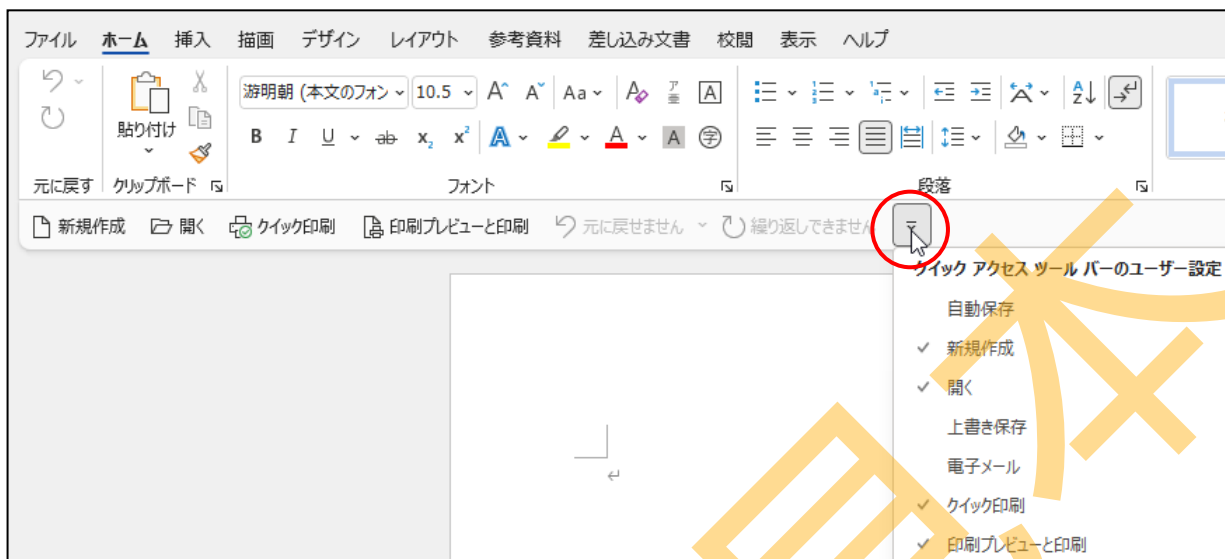 ファイル ホーム 挿入 描画 デザイン レイアウト 参考資料 差し込み文書 校閲 表示 ヘルプ
游明朝 (本文のフォン 10.5 A A Aa A ア亜 A
貼り付け
B I U ab x₂ x² A A A 字
元に戻す クリップボード フォント 段落
新規作成 開く クイック印刷 印刷プレビューと印刷 元に戻せません 繰り返しできません
クイック アクセス ツール バーのユーザー設定
自動保存
新規作成
開く
上書き保存
電子メール
クイック印刷
印刷プレビューと印刷